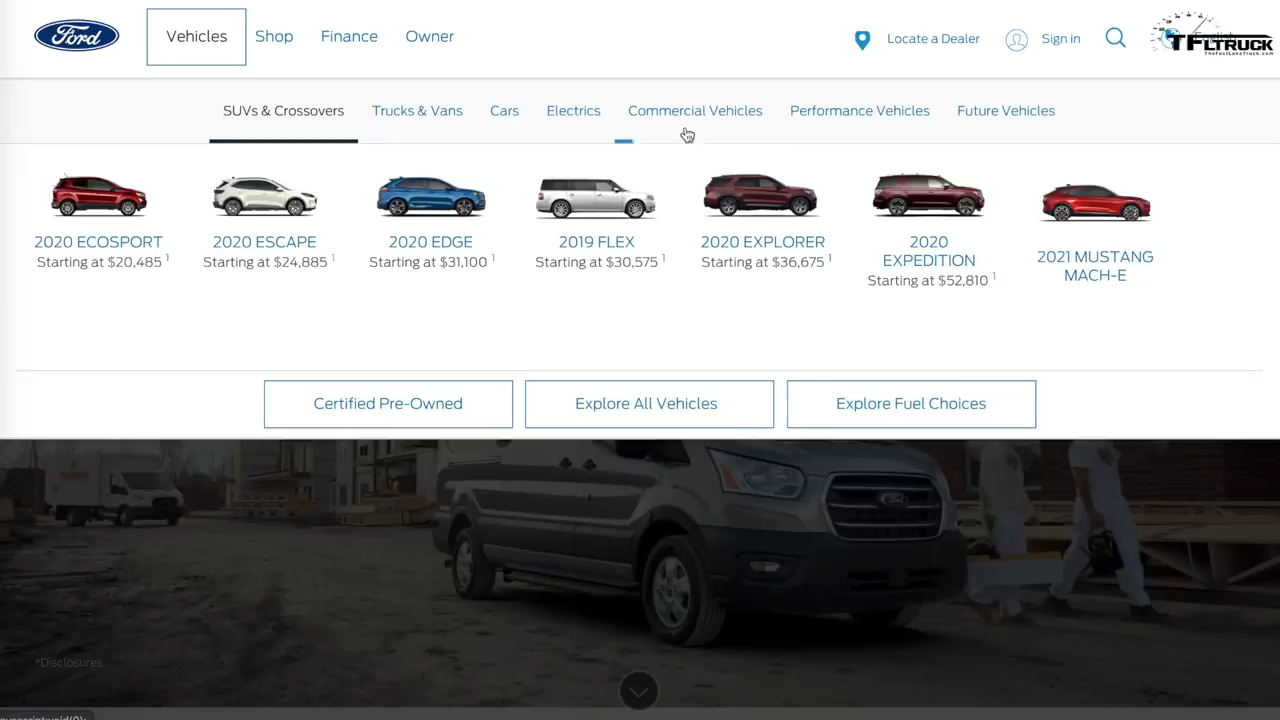 Ford
Vehicles
Shop
Finance
Owner
Locate a Dealer
Sign in
TFLTRUCK
TheFastLaneTruck.com
SUVs & Crossovers
Trucks & Vans
Cars
Electrics
Commercial Vehicles
Performance Vehicles
Future Vehicles
2020 ECOSPORT
Starting at $20,485 1
2020 ESCAPE
Starting at $24,885 1
2020 EDGE
Starting at $31,100 1
2019 FLEX
Starting at $30,575 1
2020 EXPLORER
Starting at $36,675 1
2020
EXPEDITION
Starting at $52,810 1
2021 MUSTANG
MACH-E
Certified Pre-Owned
Explore All Vehicles
Explore Fuel Choices
*Disclosures